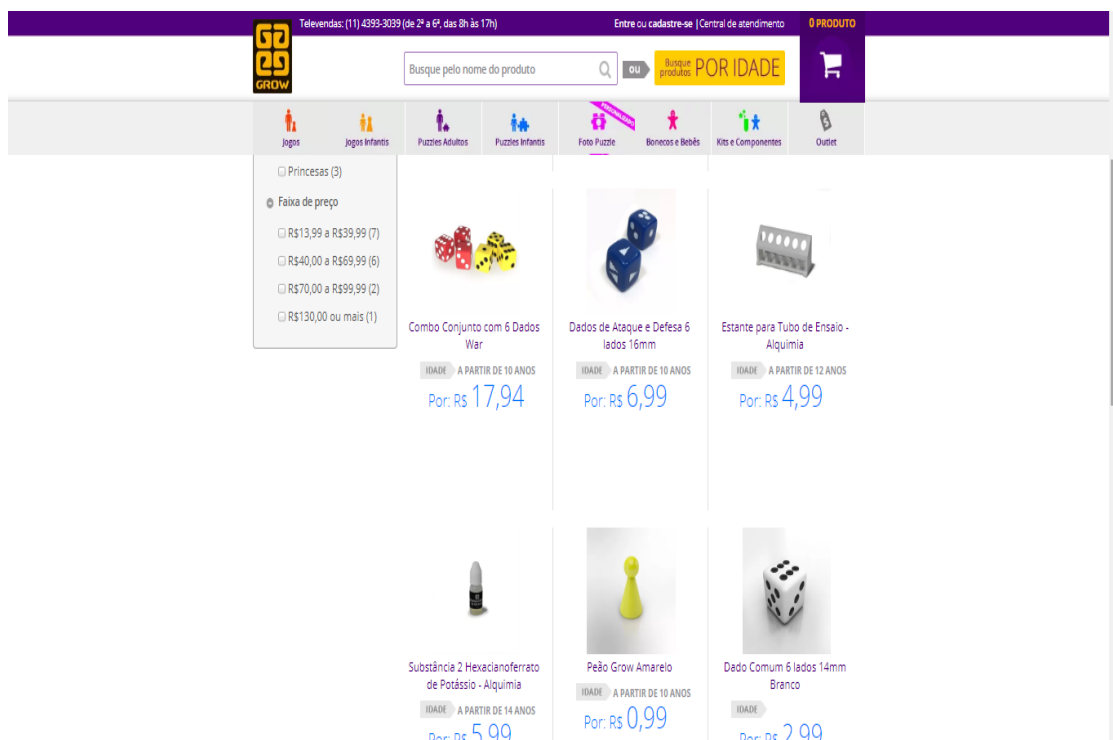 Televendas: (11) 4393-3039 (de 2ª a 6ª, das 8h às 17h)
Entre ou cadastre-se | Central de atendimento
0 PRODUTO
GROW
Busque pelo nome do produto
ou
Busque produtos POR IDADE
Jogos
Jogos Infantis
Puzzles Adultos
Puzzles Infantis
PERSONALIZADO
Foto Puzzle
Bonecos e Bebês
Kits e Componentes
Outlet
Princesas (3)
Faixa de preço
R$13,99 a R$39,99 (7)
R$40,00 a R$69,99 (6)
R$70,00 a R$99,99 (2)
R$130,00 ou mais (1)
Combo Conjunto com 6 Dados
War
IDADE A PARTIR DE 10 ANOS
Por: R$ 17,94
Dados de Ataque e Defesa 6
lados 16mm
IDADE A PARTIR DE 10 ANOS
Por: R$ 6,99
Estante para Tubo de Ensaio -
Alquimia
IDADE A PARTIR DE 12 ANOS
Por: R$ 4,99
Substância 2 Hexacianoferrato
de Potássio - Alquimia
IDADE A PARTIR DE 14 ANOS
Por: R$ 5,99
Peão Grow Amarelo
IDADE A PARTIR DE 10 ANOS
Por: R$ 0,99
Dado Comum 6 lados 14mm
Branco
IDADE
Por: R$ 2,99